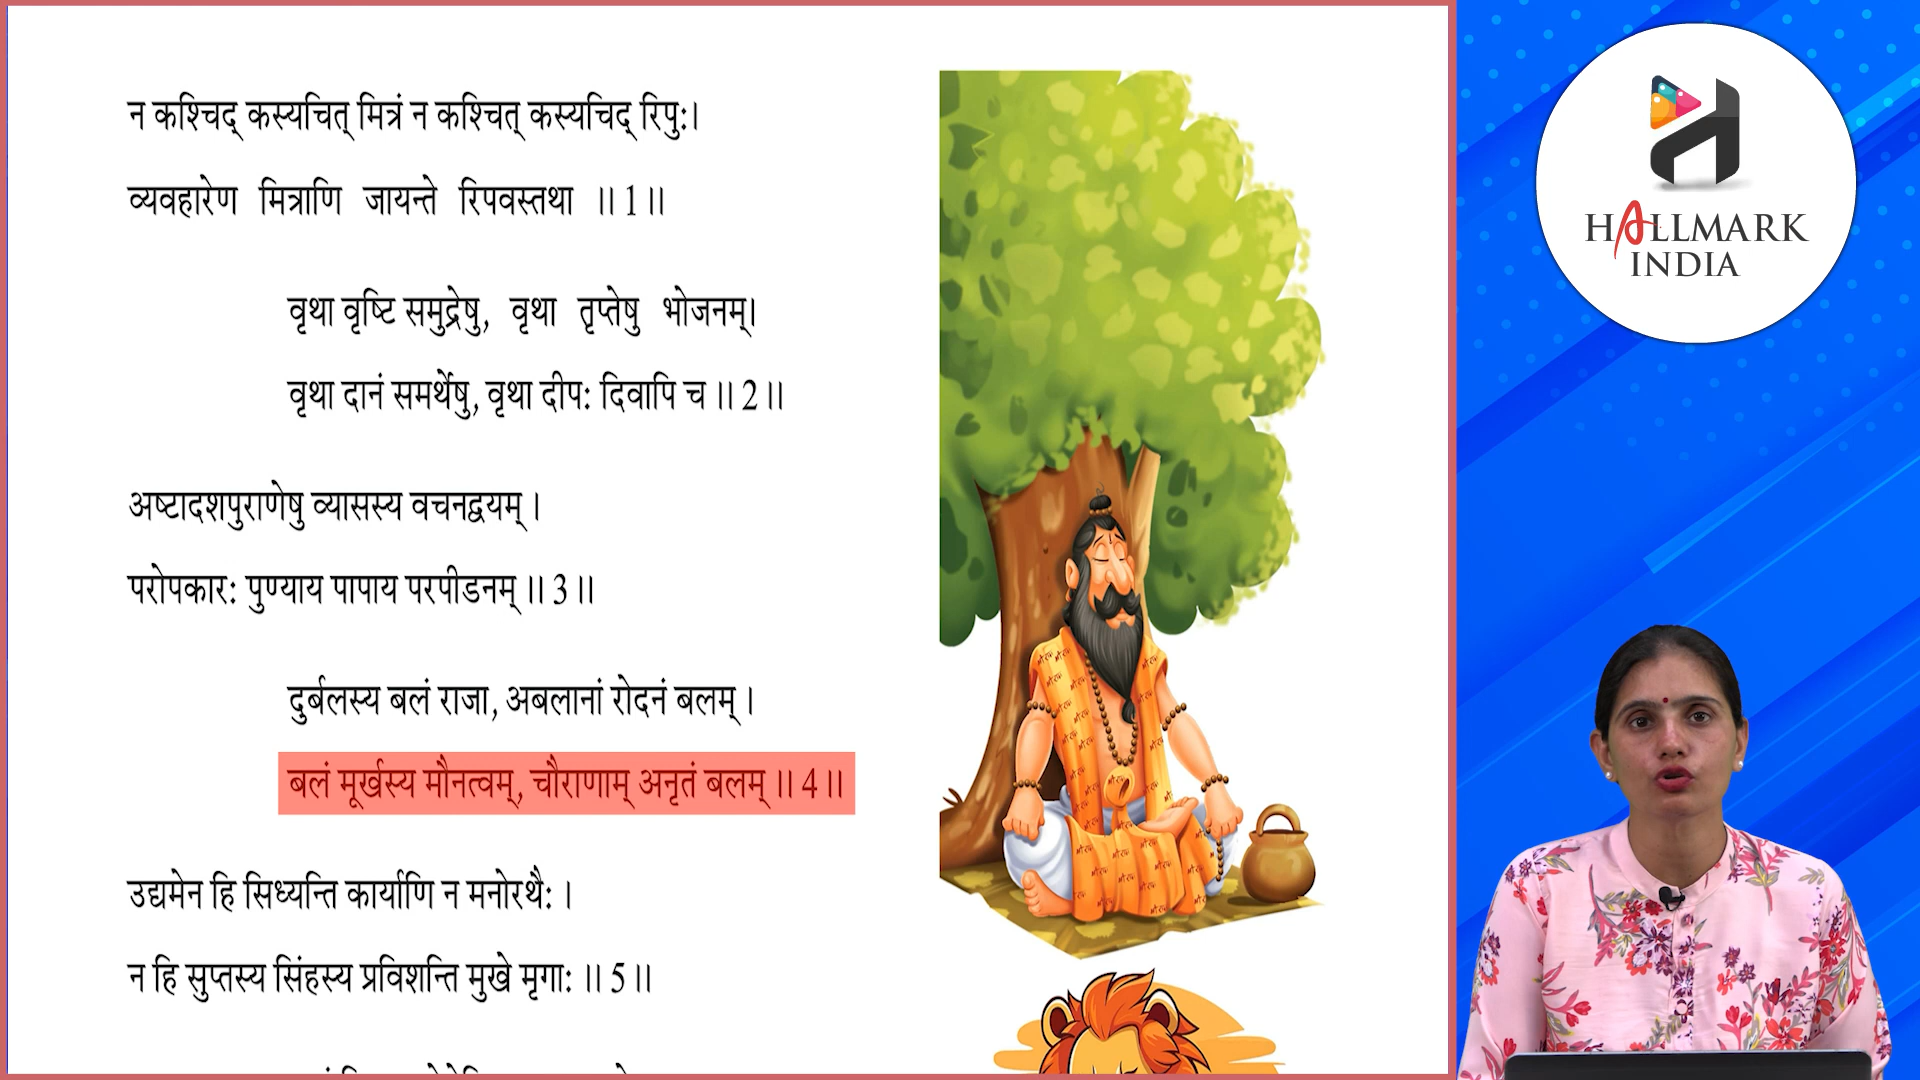 न कश्चिद् कस्यचित् मित्रं न कश्चित् कस्यचिद् रिपुः।
व्यवहारेण मित्राणि जायन्ते रिपवस्तथा ॥ 1॥
वृथा वृष्टि समुद्रेषु, वृथा तृप्तेषु भोजनम्।
वृथा दानं समर्थेषु, वृथा दीप: दिवापि च ॥ 2॥
अष्टादशपुराणेषु व्यासस्य वचनद्वयम् ।
परोपकार: पुण्याय पापाय परपीडनम् ॥ 3॥
दुर्बलस्य बलं राजा, अबलानां रोदनं बलम् ।
बलं मूर्खस्य मौनत्वम्, चौराणाम् अनृतं बलम् ॥ 4॥
उद्यमेन हि सिध्यन्ति कार्याणि न मनोरथै: ।
न हि सुप्तस्य सिंहस्य प्रविशन्ति मुखे मृगा: ॥ 5॥
HALLMARK
INDIA